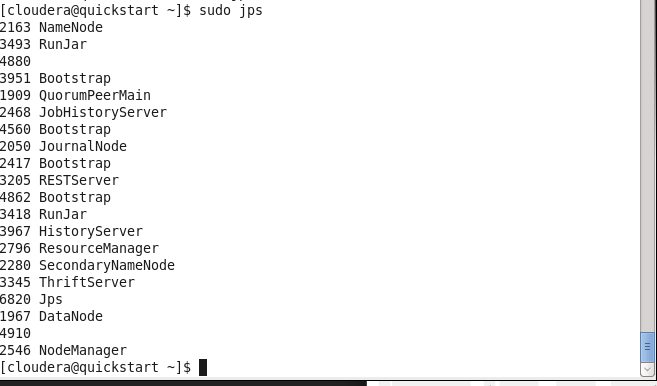 [cloudera@quickstart ~]$ sudo jps
2163 NameNode
3493 RunJar
4880
3951 Bootstrap
1909 QuorumPeerMain
2468 JobHistoryServer
4560 Bootstrap
2050 JournalNode
2417 Bootstrap
3205 RESTServer
4862 Bootstrap
3418 RunJar
3967 HistoryServer
2796 ResourceManager
2280 SecondaryNameNode
3345 ThriftServer
6820 Jps
1967 DataNode
4910
2546 NodeManager
[cloudera@quickstart ~]$